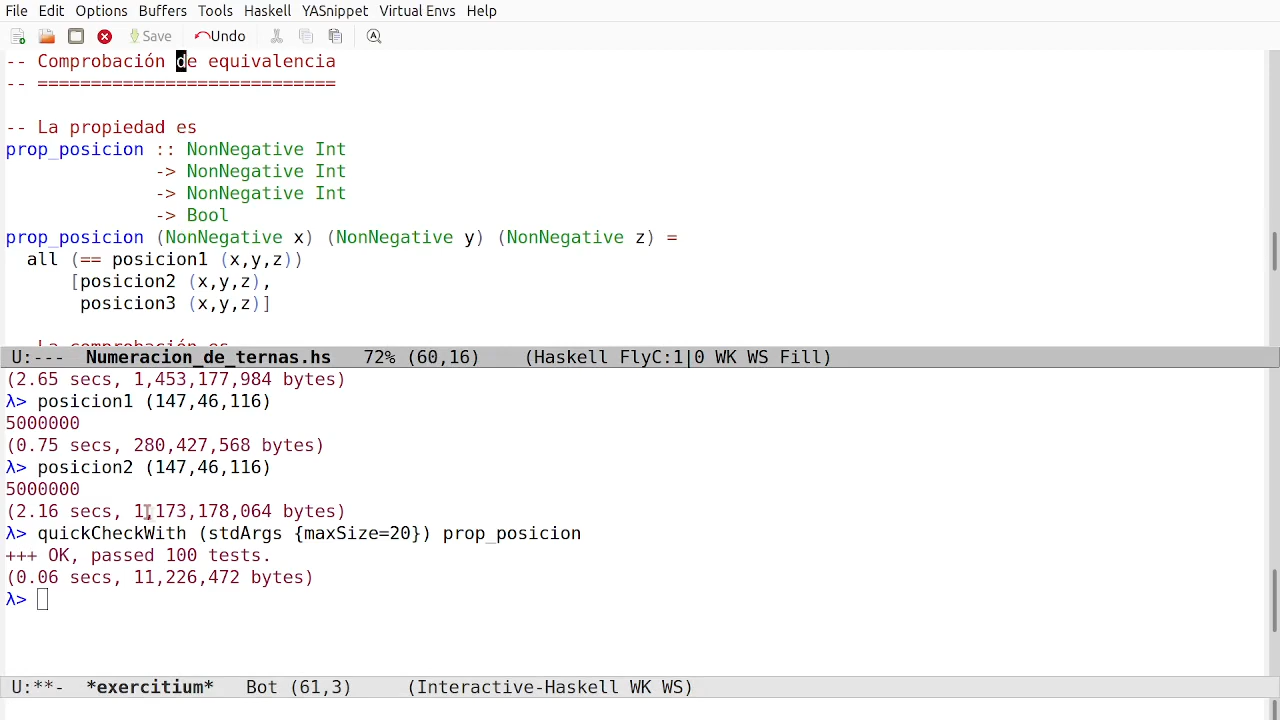 File Edit Options Buffers Tools Haskell YASnippet Virtual Envs Help
Save Undo
-- Comprobación de equivalencia
-- ============================
-- La propiedad es
prop_posicion :: NonNegative Int
-> NonNegative Int
-> NonNegative Int
-> Bool
prop_posicion (NonNegative x) (NonNegative y) (NonNegative z) =
all (== posicion1 (x,y,z))
[posicion2 (x,y,z),
posicion3 (x,y,z)]
-- La comprobación es
U:--- Numeracion_de_ternas.hs 72% (60,16) (Haskell FlyC:1|0 WK WS Fill)
(2.65 secs, 1,453,177,984 bytes)
λ> posicion1 (147,46,116)
5000000
(0.75 secs, 280,427,568 bytes)
λ> posicion2 (147,46,116)
5000000
(2.16 secs, 1,173,178,064 bytes)
λ> quickCheckWith (stdArgs {maxSize=20}) prop_posicion
+++ OK, passed 100 tests.
(0.06 secs, 11,226,472 bytes)
λ>
U:**- *exercitium* Bot (61,3) (Interactive-Haskell WK WS)